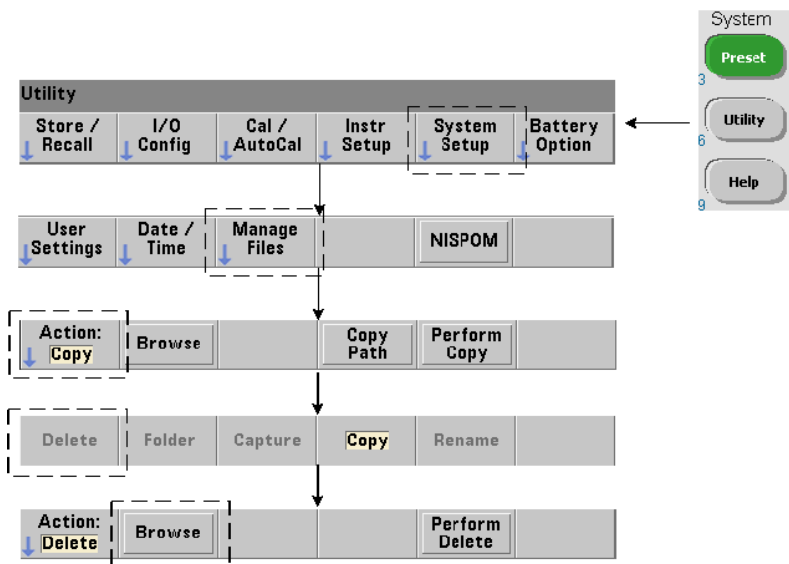 System
Preset
3
Utility
6
Help
9
Utility
Store / Recall
I/O Config
Cal / AutoCal
Instr Setup
System Setup
Battery Option
User Settings
Date / Time
Manage Files
NISPOM
Action: Copy
Browse
Copy Path
Perform Copy
Delete
Folder
Capture
Copy
Rename
Action: Delete
Browse
Perform Delete